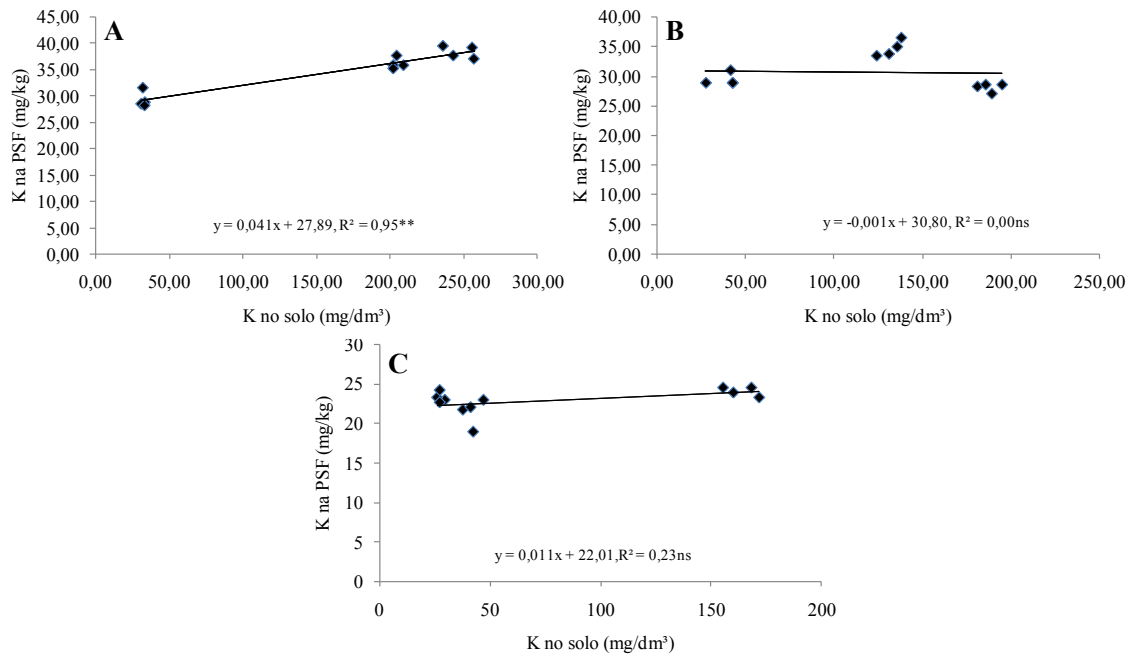 A
45,00
40,00
35,00
30,00
25,00
20,00
15,00
10,00
5,00
0,00
K na PSF (mg/kg)
y = 0,041x + 27,89, R² = 0,95**
0,00 50,00 100,00 150,00 200,00 250,00 300,00
K no solo (mg/dm³)
B
40,00
35,00
30,00
25,00
20,00
15,00
10,00
5,00
0,00
K na PSF (mg/kg)
y = -0,001x + 30,80, R² = 0,00ns
0,00 50,00 100,00 150,00 200,00 250,00
K no solo (mg/dm³)
C
30
25
20
15
10
5
0
K na PSF (mg/kg)
y = 0,011x + 22,01,R² = 0,23ns
0 50 100 150 200
K no solo (mg/dm³)